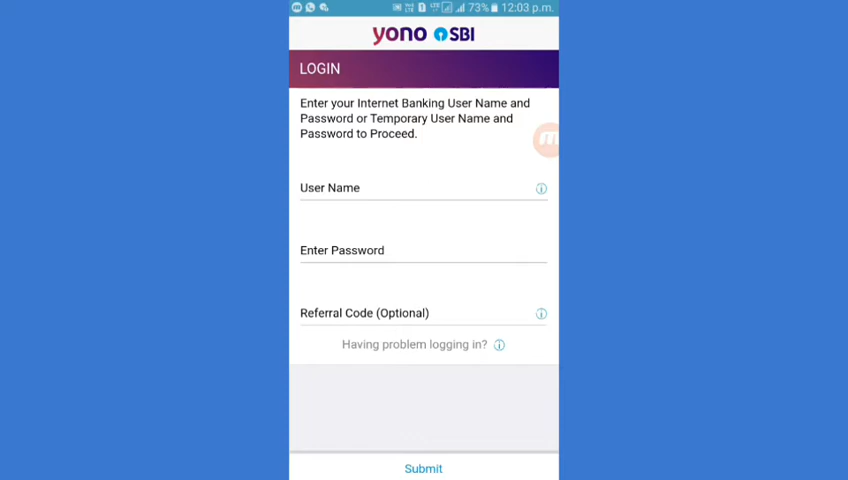 73% 12:03 p.m.
yono SBI
LOGIN
Enter your Internet Banking User Name and
Password or Temporary User Name and
Password to Proceed.
User Name
Enter Password
Referral Code (Optional)
Having problem logging in?
Submit